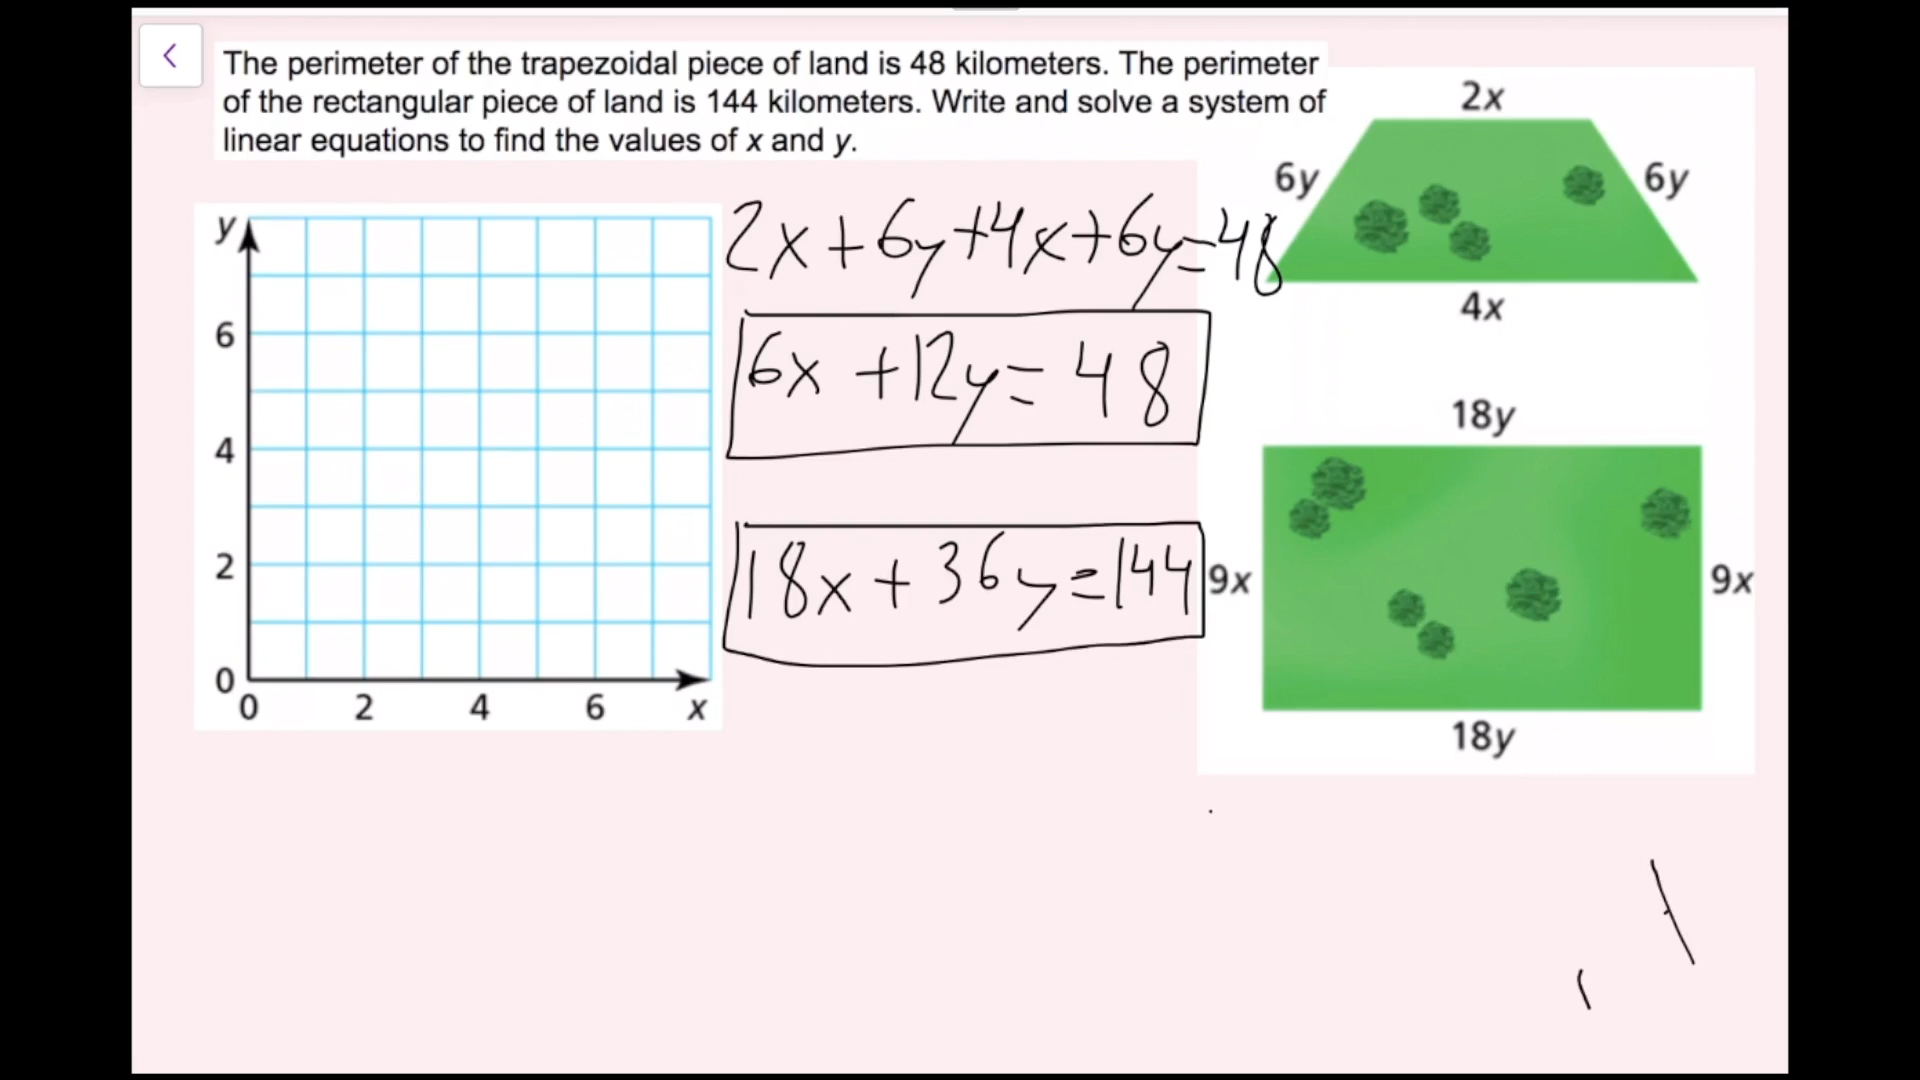 The perimeter of the trapezoidal piece of land is 48 kilometers. The perimeter
of the rectangular piece of land is 144 kilometers. Write and solve a system of
linear equations to find the values of x and y.
2x
6y
6y
4x
2x+6y+4x+6y=48
6x+12y=48
18x+36y=144
18y
9x
9x
18y
y
6
4
2
0
0 2 4 6 x